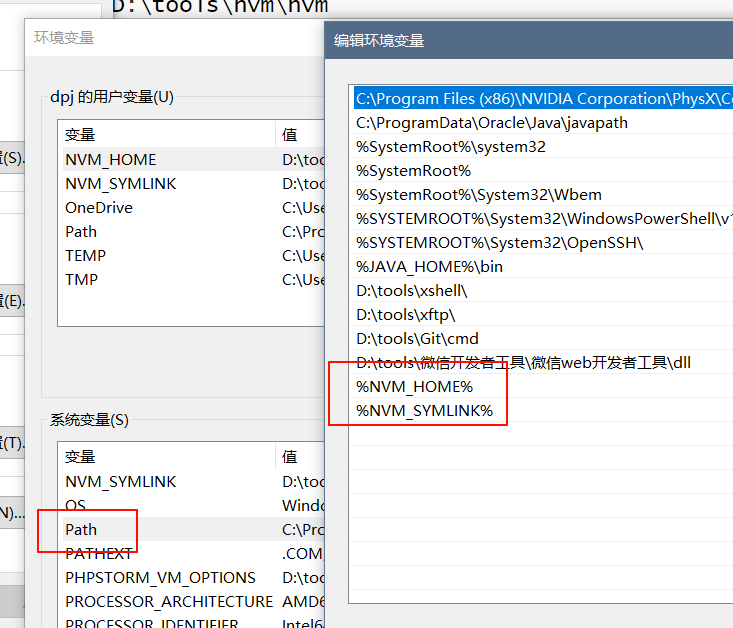 D:\tools\nvm\nvm
环境变量
dpj 的用户变量(U)
变量 值
NVM_HOME D:\too
NVM_SYMLINK D:\too
OneDrive C:\Use
Path C:\Pro
TEMP C:\Use
TMP C:\Use
系统变量(S)
变量 值
NVM_SYMLINK D:\too
OS Windo
Path C:\Pro
PATHEXT .COM,
PHPSTORM_VM_OPTIONS D:\too
PROCESSOR_ARCHITECTURE AMD6
PROCESSOR_IDENTIFIER Intel6
编辑环境变量
C:\Program Files (x86)\NVIDIA Corporation\PhysX\Co
C:\ProgramData\Oracle\Java\javapath
%SystemRoot%\system32
%SystemRoot%
%SystemRoot%\System32\Wbem
%SYSTEMROOT%\System32\WindowsPowerShell\v1
%SYSTEMROOT%\System32\OpenSSH\
%JAVA_HOME%\bin
D:\tools\xshell\
D:\tools\xftp\
D:\tools\Git\cmd
D:\tools\微信开发者工具\微信web开发者工具\dll
%NVM_HOME%
%NVM_SYMLINK%
(S).
(E).
(T).
N)...